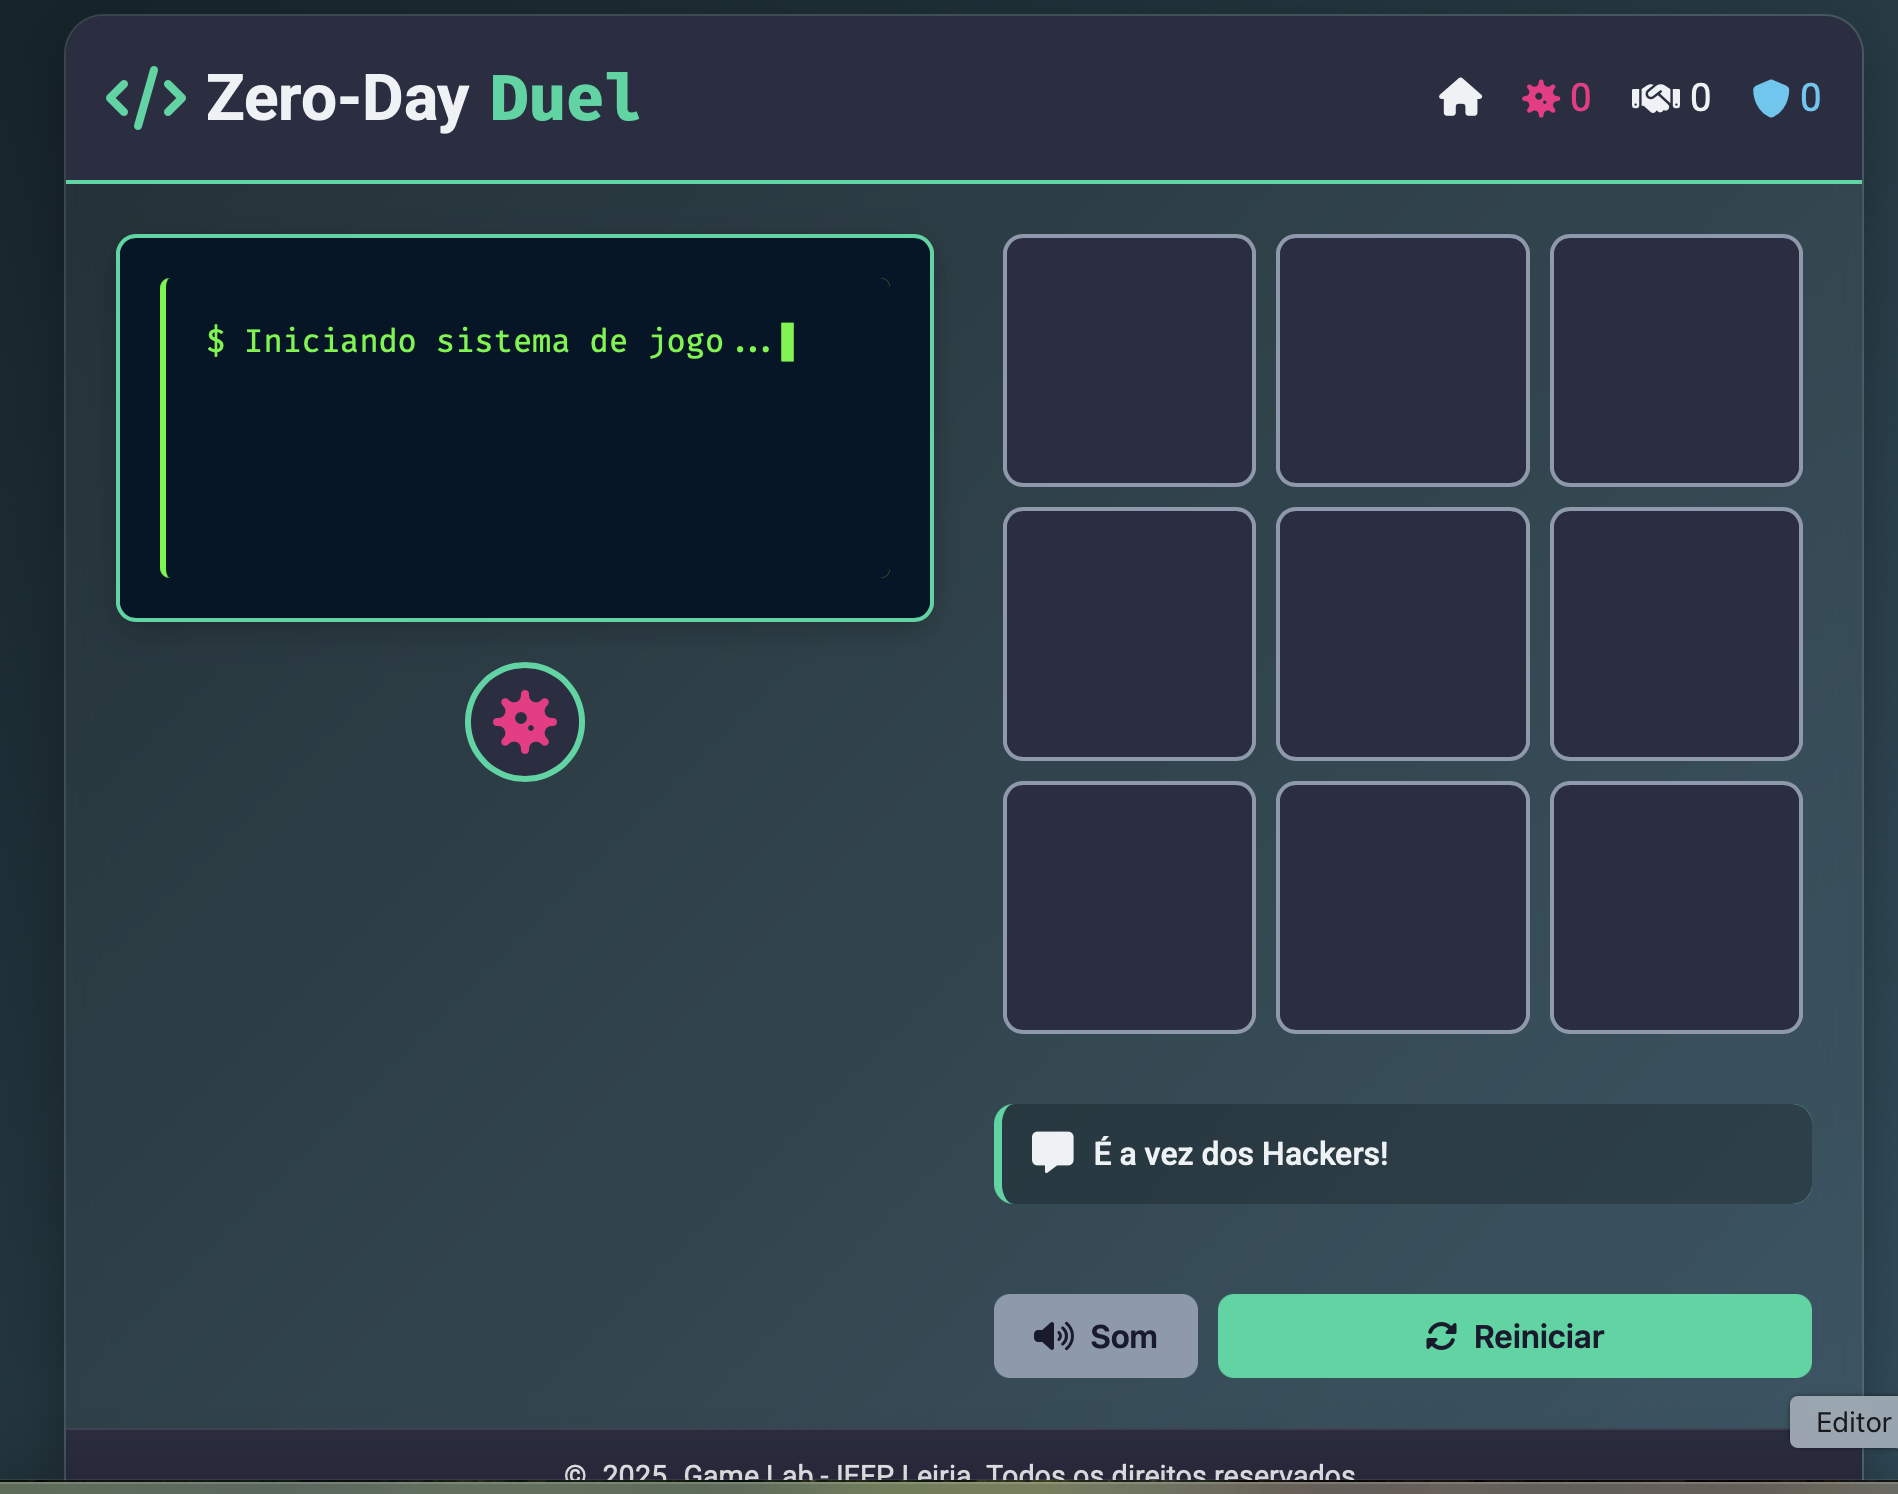 Zero-Day Duel
0
0
0
$ Iniciando sistema de jogo...
É a vez dos Hackers!
Som
Reiniciar
Editor
© 2025 Game Lab - IEFP Leiria. Todos os direitos reservados.